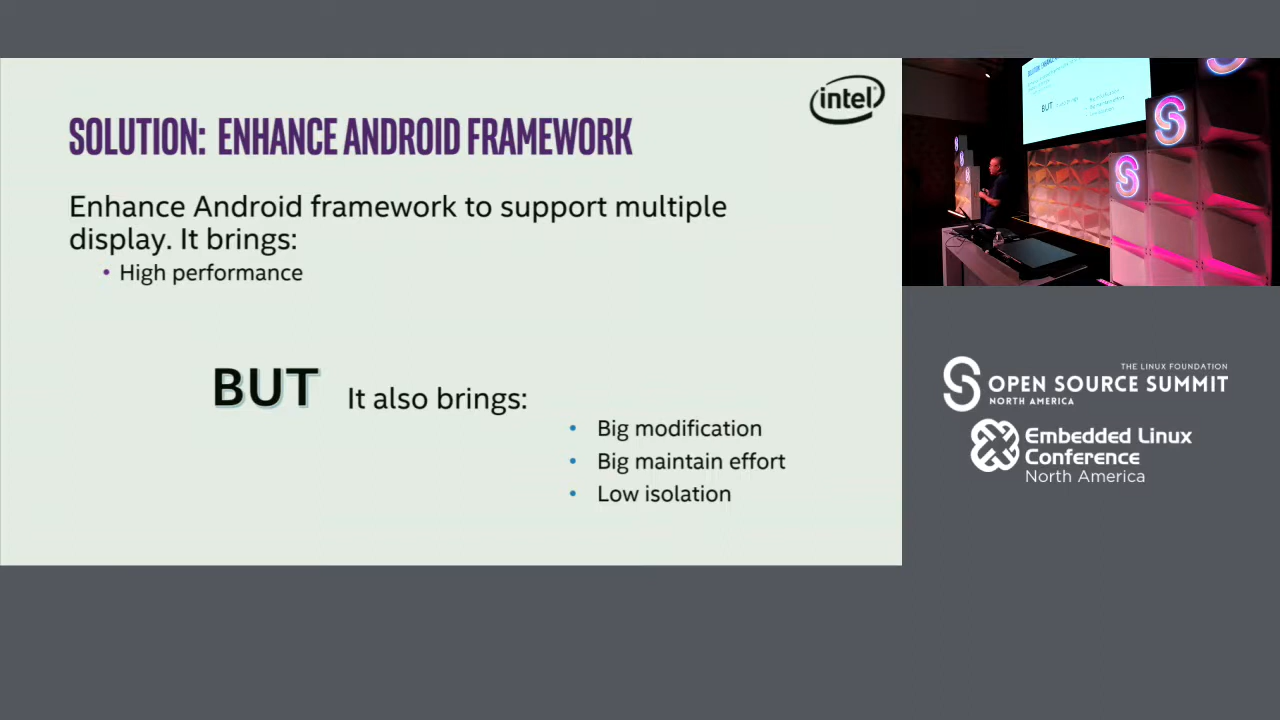 intel
SOLUTION: ENHANCE ANDROID FRAMEWORK
Enhance Android framework to support multiple
display. It brings:
• High performance
BUT It also brings:
• Big modification
• Big maintain effort
• Low isolation
BUT
THE LINUX FOUNDATION
OPEN SOURCE SUMMIT
NORTH AMERICA
Embedded Linux
Conference
North America